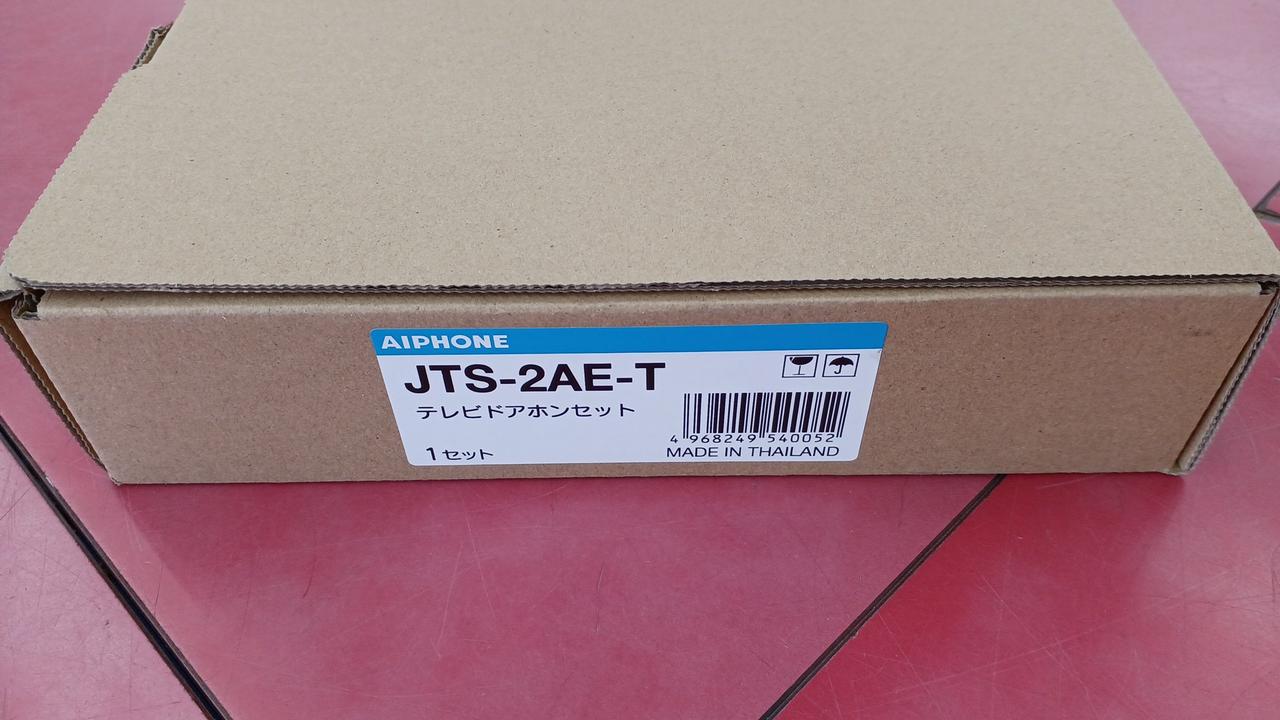 AIPHONE
JTS-2AE-T
テレビドアホンセット
1セット
4 968249 540052
MADE IN THAILAND